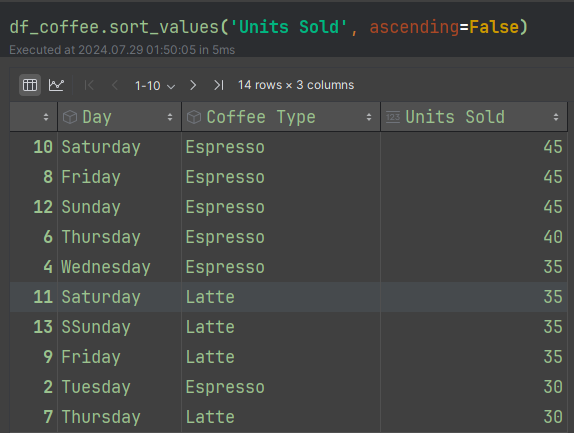 df_coffee.sort_values('Units Sold', ascending=False)
Executed at 2024.07.29 01:50:05 in 5ms
1-10 14 rows × 3 columns
Day Coffee Type 123 Units Sold
10 Saturday Espresso 45
8 Friday Espresso 45
12 Sunday Espresso 45
6 Thursday Espresso 40
4 Wednesday Espresso 35
11 Saturday Latte 35
13 SSunday Latte 35
9 Friday Latte 35
2 Tuesday Espresso 30
7 Thursday Latte 30